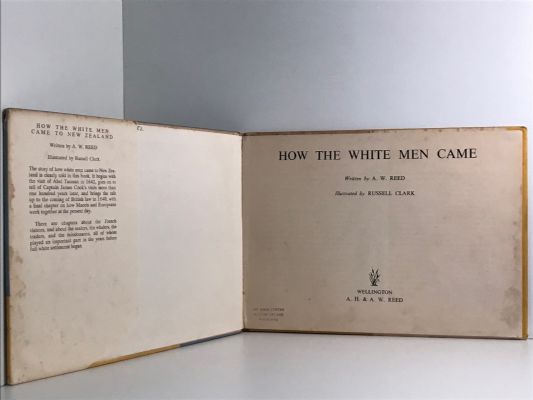 HOW THE WHITE MEN
CAME TO NEW ZEALAND
Written by A. W. REED
Illustrated by Russell Clark
The story of how white men came to New Zea-
land is clearly told in this book. It begins with
the visit of Abel Tasman in 1642, goes on to
tell of Captain James Cook's visits more than
one hundred years later, and brings the tale
up to the coming of British law in 1840, with
a final chapter on how Maoris and Europeans
work together at the present day.
There are chapters about the French
visitors, and about the sealers, the whalers, the
traders, and the missionaries, all of whom
played an important part in the years before
full white settlement began.
HOW THE WHITE MEN CAME
Written by A. W. REED
Illustrated by RUSSELL CLARK
WELLINGTON
A. H. & A. W. REED